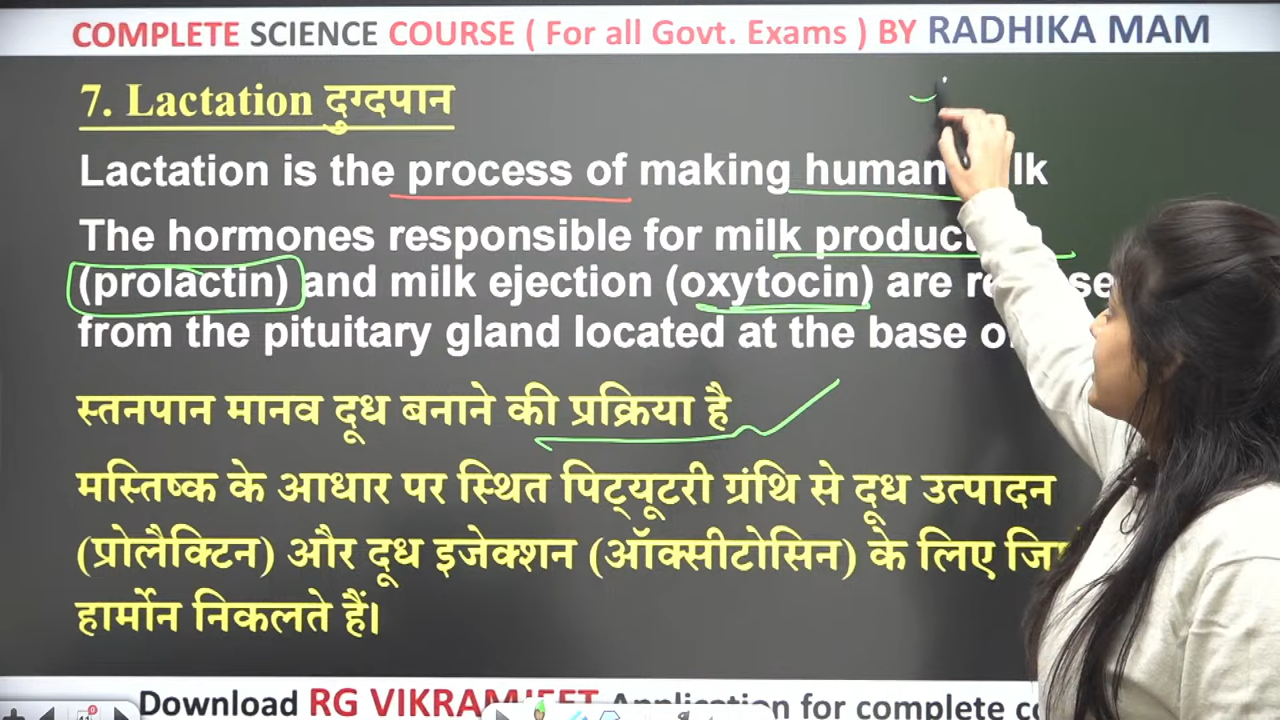 COMPLETE SCIENCE COURSE ( For all Govt. Exams ) BY RADHIKA MAM
7. Lactation दुग्दपान
Lactation is the process of making human
The hormones responsible for milk
(prolactin) and milk ejection (oxytocin) are
from the pituitary gland located at the base
स्तनपान मानव दूध बनाने की प्रक्रिया है
मस्तिष्क के आधार पर स्थित पिट्यूटरी ग्रंथि से दूध उत्पादन
(प्रोलैक्टिन) और दूध इजेक्शन (ऑक्सीटोसिन) के लिए
हार्मोन निकलते हैं।
Download RG VIKRAMJEET Application for complete